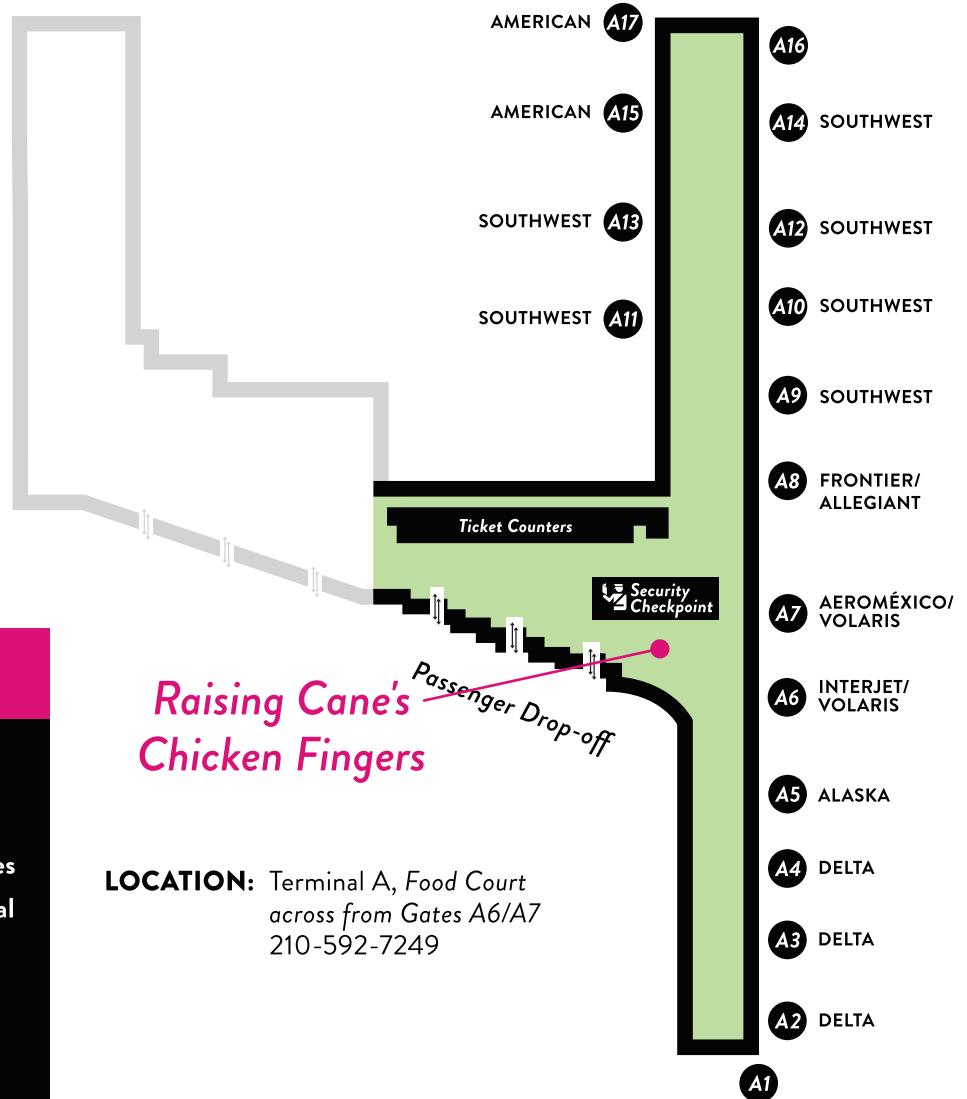 AMERICAN A17
A16
AMERICAN A15
A14 SOUTHWEST
SOUTHWEST A13
A12 SOUTHWEST
A10 SOUTHWEST
SOUTHWEST A11
A9 SOUTHWEST
A8 FRONTIER/
ALLEGIANT
Ticket Counters
Security
Checkpoint
A7 AEROMÉXICO/
VOLARIS
Passenger Drop-off
Raising Cane's
Chicken Fingers
A6 INTERJET/
VOLARIS
A5 ALASKA
A4 DELTA
es
al
LOCATION: Terminal A, Food Court
across from Gates A6/A7
210-592-7249
A3 DELTA
A2 DELTA
A1